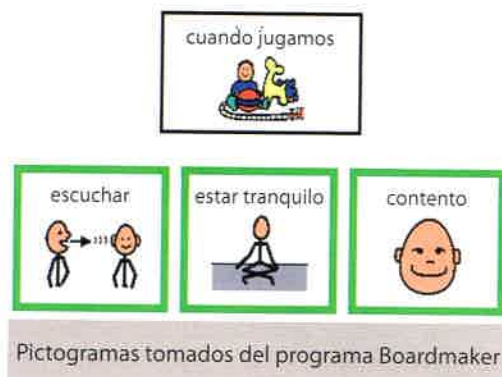 cuando jugamos
escuchar
estar tranquilo
contento
Pictogramas tomados del programa Boardmaker